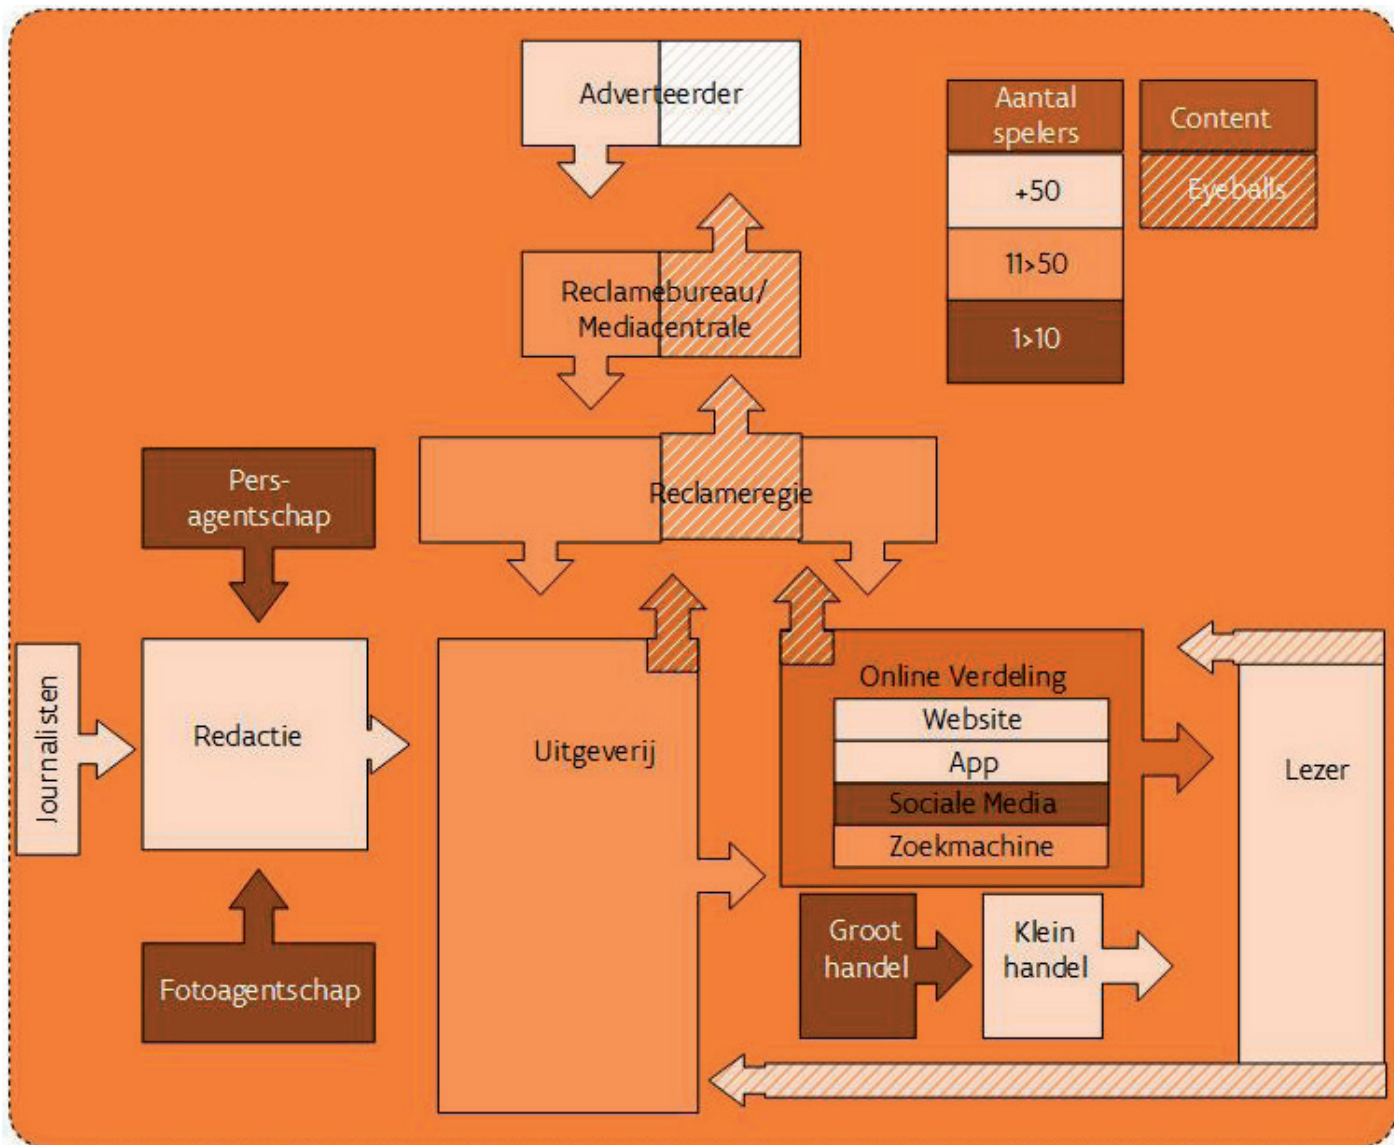 Adverteerder
Aantal
spelers
Content
+50
Eyeballs
11>50
1>10
Reclamebureau/
Mediacentrale
Reclameregie
Pers-
agentschap
Journalisten
Redactie
Fotoagentschap
Uitgeverij
Online Verdeling
Website
App
Sociale Media
Zoekmachine
Groot
handel
Klein
handel
Lezer